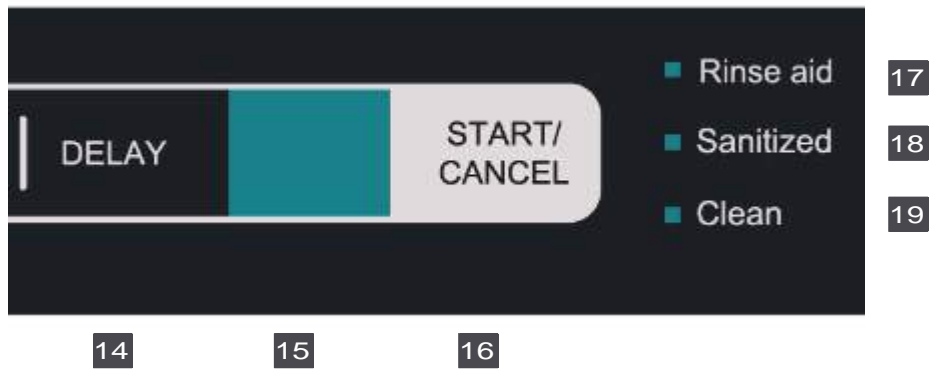 Rinse aid 17
DELAY START/
CANCEL Sanitized 18
Clean 19
14 15 16